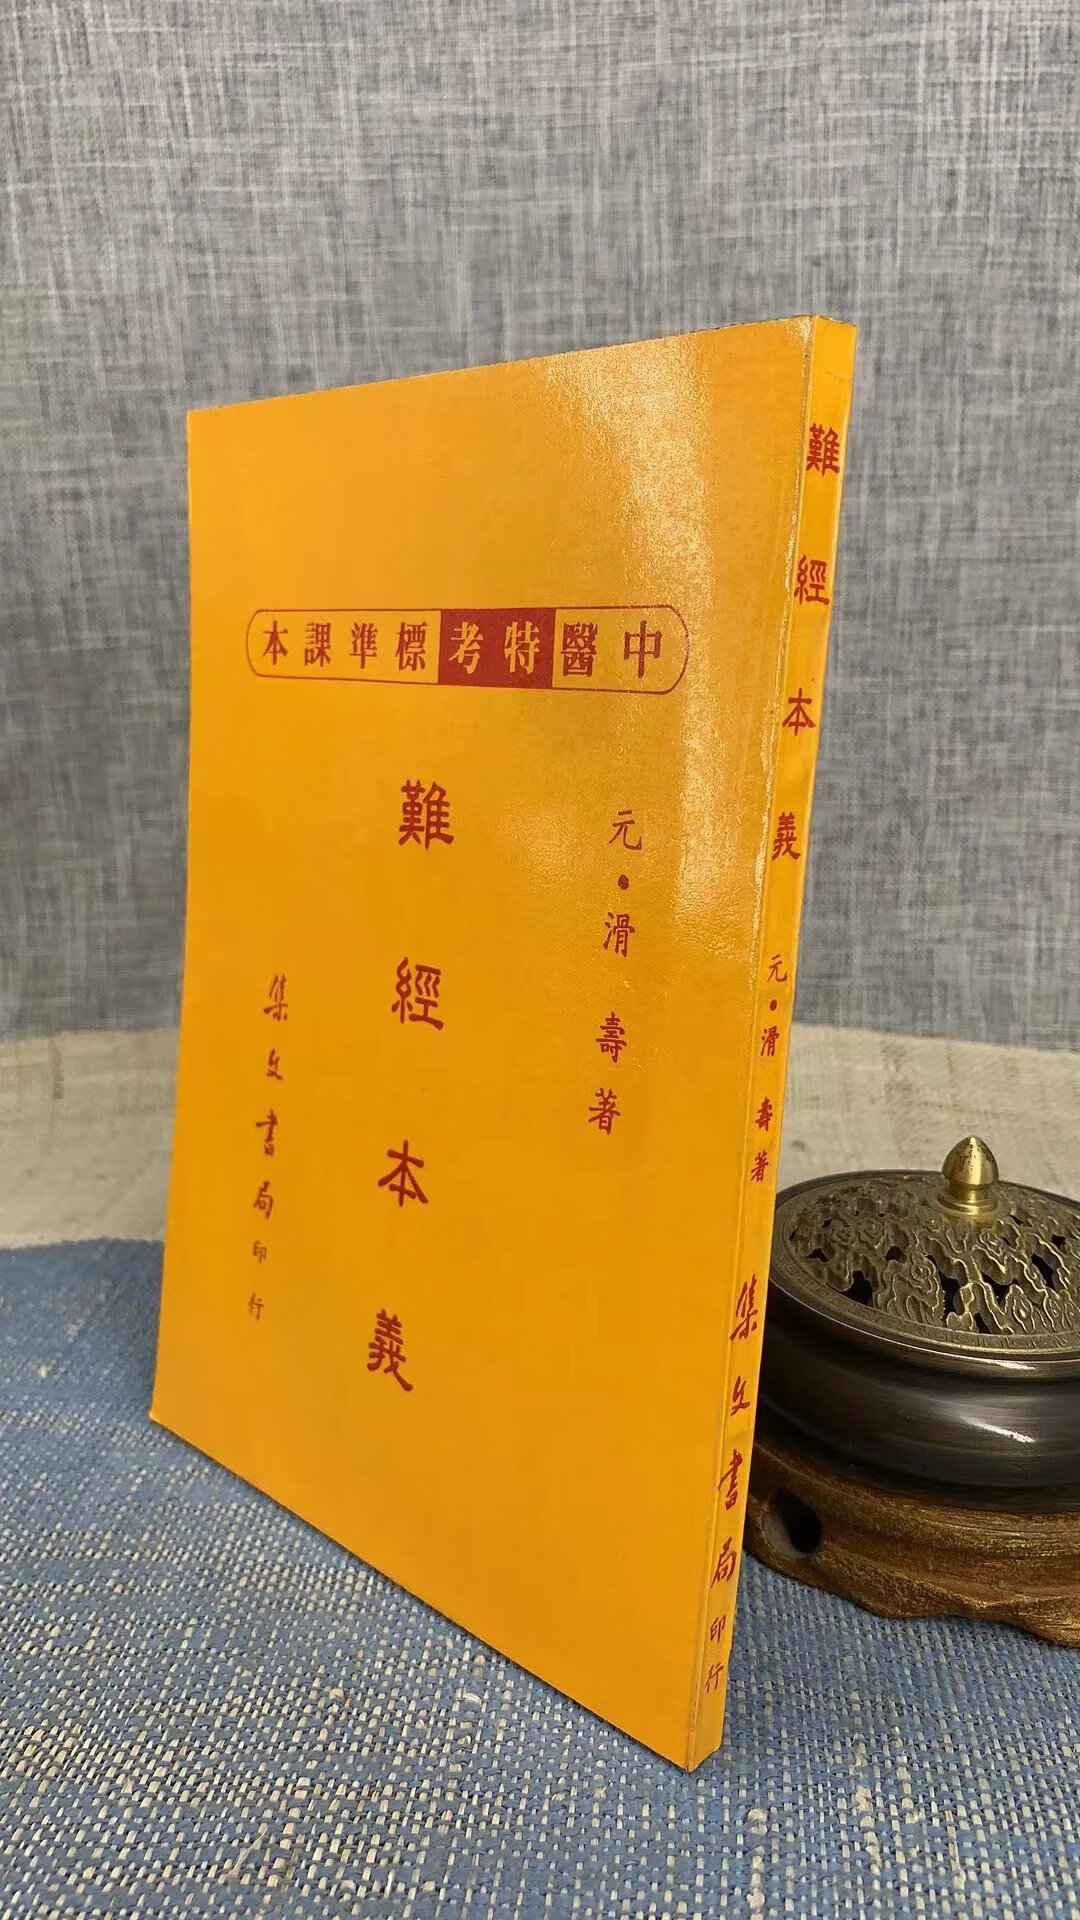 中醫特考標準課本
元·滑壽著
難經本義
集文書局印行
難經本義 元·滑壽著 集文書局印行